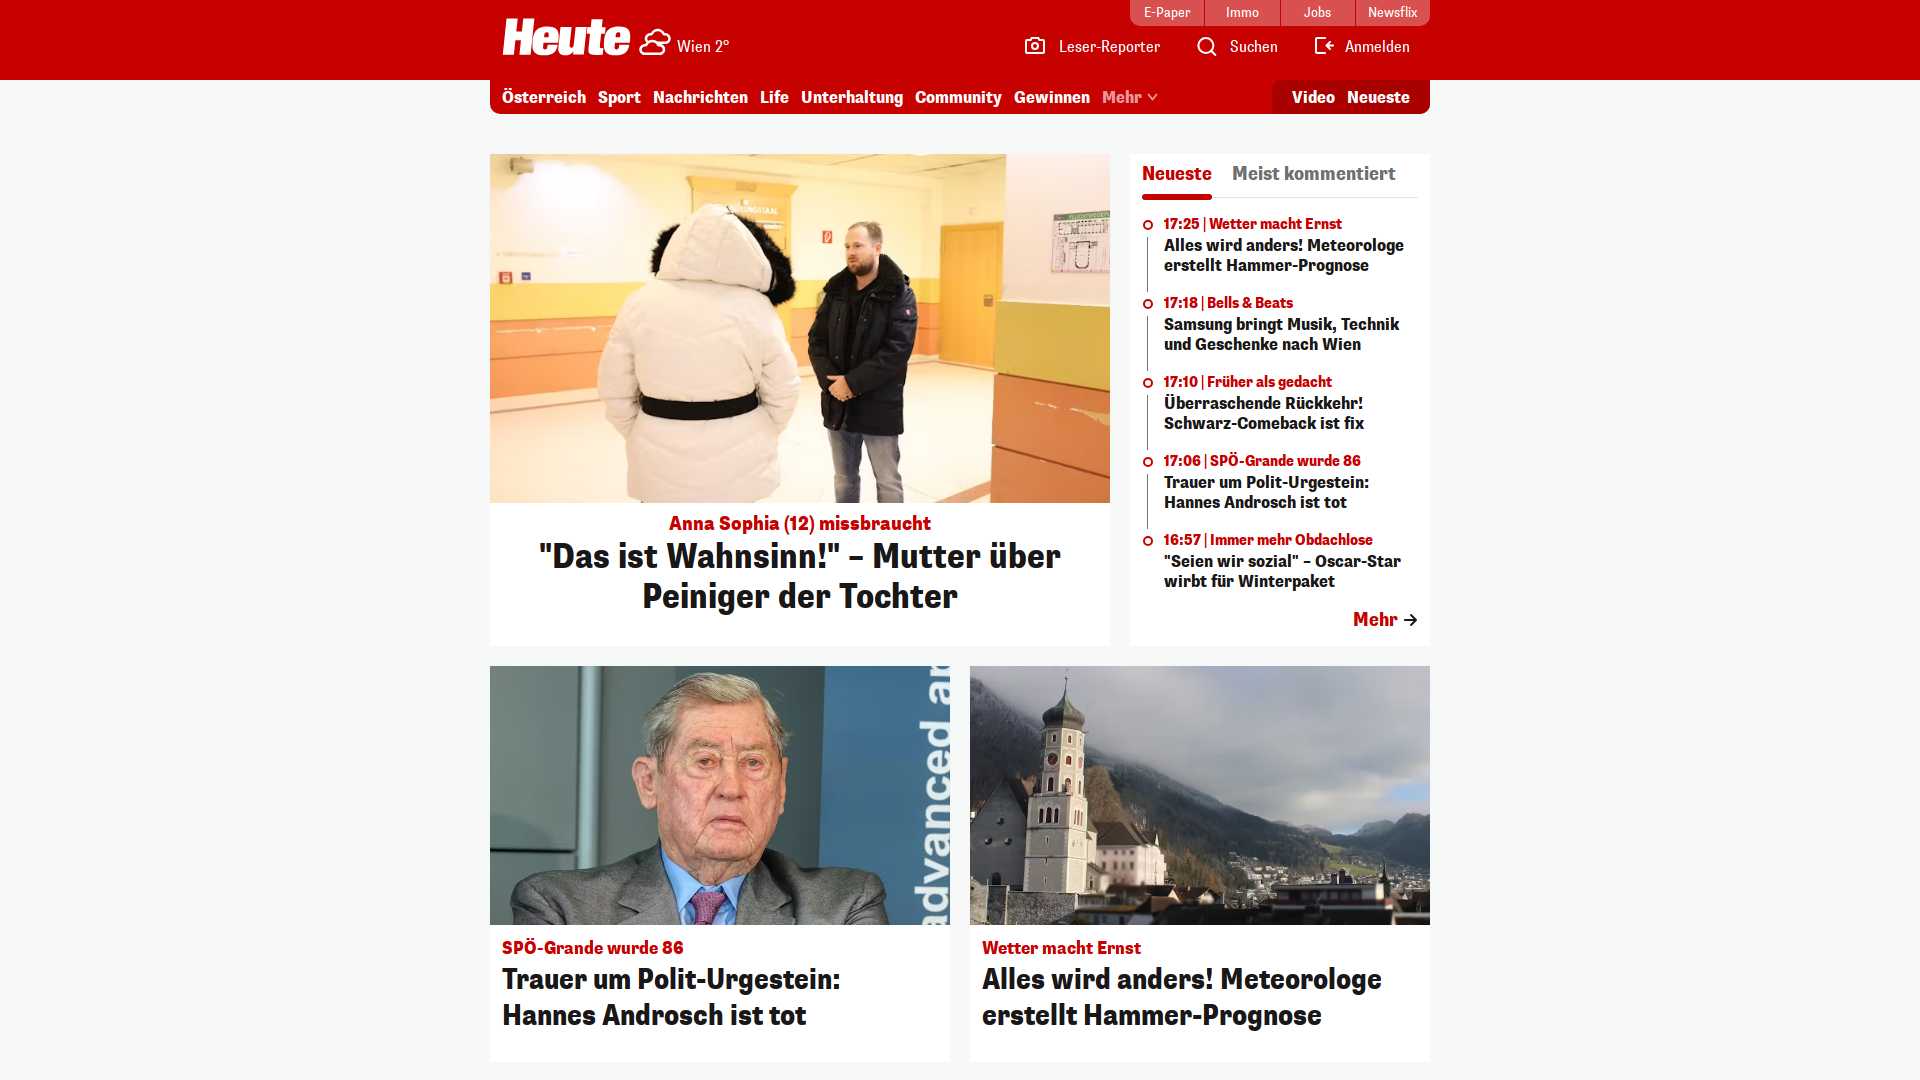 E-Paper
Immo
Jobs
Newsflix
Heute
Wien 2°
Leser-Reporter
Suchen
Anmelden
Österreich
Sport
Nachrichten
Life
Unterhaltung
Community
Gewinnen
Mehr
Video
Neueste
Anna Sophia (12) missbraucht
"Das ist Wahnsinn!" – Mutter über
Peiniger der Tochter
Neueste
Meist kommentiert
17:25 | Wetter macht Ernst
Alles wird anders! Meteorologe
erstellt Hammer-Prognose
17:18 | Bells & Beats
Samsung bringt Musik, Technik
und Geschenke nach Wien
17:10 | Früher als gedacht
Überraschende Rückkehr!
Schwarz-Comeback ist fix
17:06 | SPÖ-Grande wurde 86
Trauer um Polit-Urgestein:
Hannes Androsch ist tot
16:57 | Immer mehr Obdachlose
"Seien wir sozial" – Oscar-Star
wirbt für Winterpaket
Mehr
advanced
SPÖ-Grande wurde 86
Trauer um Polit-Urgestein:
Hannes Androsch ist tot
Wetter macht Ernst
Alles wird anders! Meteorologe
erstellt Hammer-Prognose